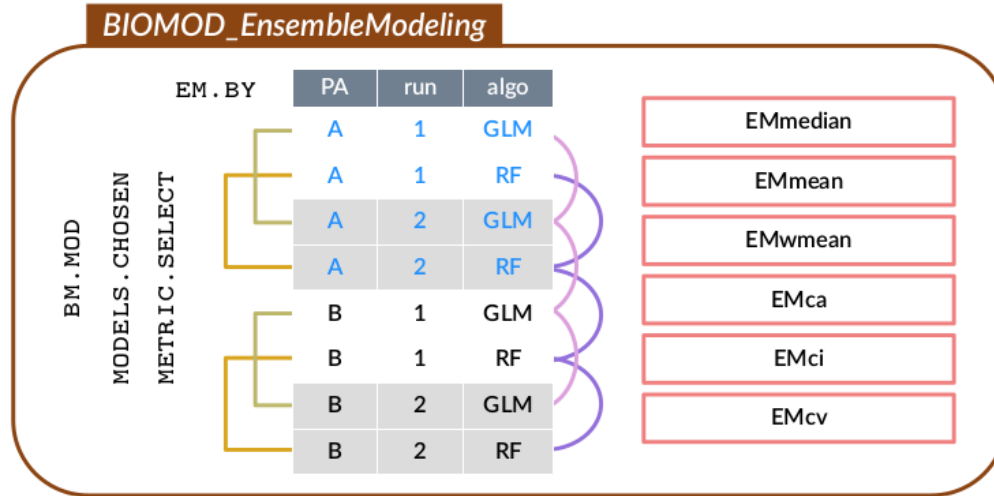 BIOMOD_EnsembleModeling
EM.BY
PA run algo
A 1 GLM
A 1 RF
A 2 GLM
A 2 RF
B 1 GLM
B 1 RF
B 2 GLM
B 2 RF
BM.MOD
MODELS.CHOSEN
METRIC.SELECT
EMmedian
EMmean
EMwmean
EMca
EMci
EMcv